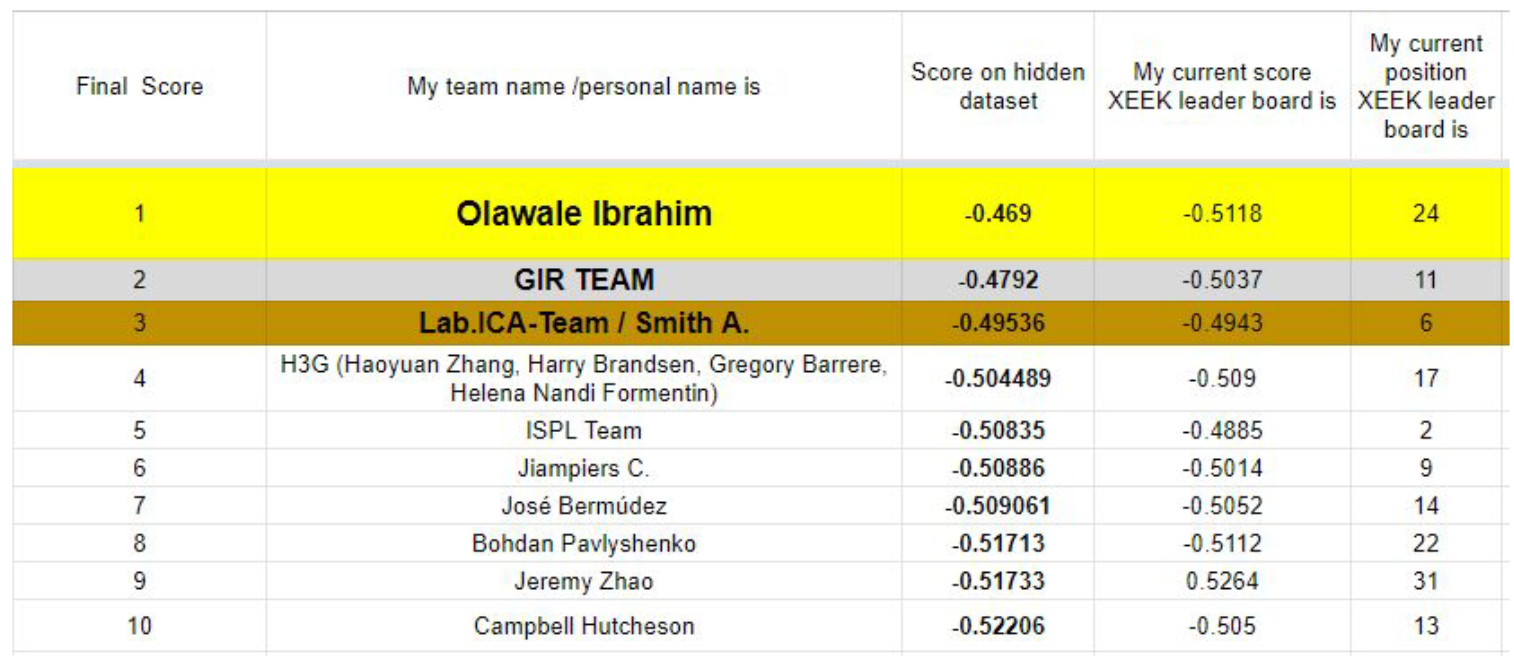 Final Score My team name /personal name is Score on hidden dataset My current score XEEK leader board is My current position XEEK leader board is
1 Olawale Ibrahim -0.469 -0.5118 24
2 GIR TEAM -0.4792 -0.5037 11
3 Lab.ICA-Team / Smith A. -0.49536 -0.4943 6
4 H3G (Haoyuan Zhang, Harry Brandsen, Gregory Barrere, Helena Nandi Formentin) -0.504489 -0.509 17
5 ISPL Team -0.50835 -0.4885 2
6 Jiampiers C. -0.50886 -0.5014 9
7 José Bermúdez -0.509061 -0.5052 14
8 Bohdan Pavlyshenko -0.51713 -0.5112 22
9 Jeremy Zhao -0.51733 0.5264 31
10 Campbell Hutcheson -0.52206 -0.505 13